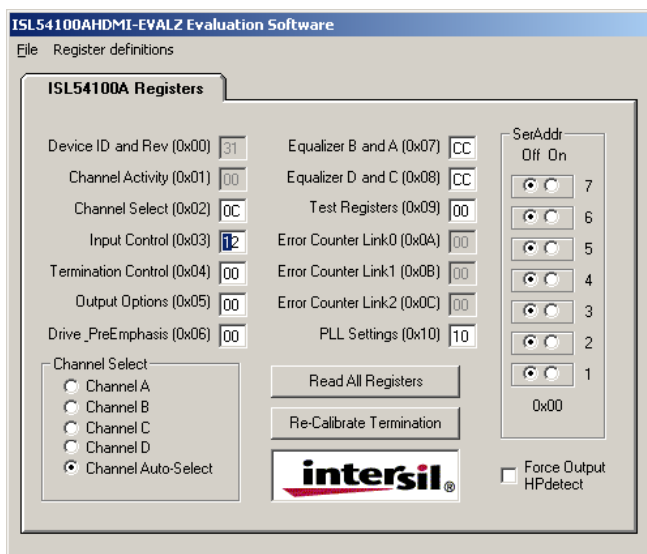 ISL54100AHDMI-EVALZ Evaluation Software
File Register definitions
ISL54100A Registers
Device ID and Rev (0x00) 31
Channel Activity (0x01) 00
Channel Select (0x02) 0C
Input Control (0x03) 12
Termination Control (0x04) 00
Output Options (0x05) 00
Drive_PreEmphasis (0x06) 00
Equalizer B and A (0x07) CC
Equalizer D and C (0x08) CC
Test Registers (0x09) 00
Error Counter Link0 (0x0A) 00
Error Counter Link1 (0x0B) 00
Error Counter Link2 (0x0C) 00
PLL Settings (0x10) 10
SerAddr
Off On
7
6
5
4
3
2
1
0x00
Channel Select
Channel A
Channel B
Channel C
Channel D
Channel Auto-Select
Read All Registers
Re-Calibrate Termination
intersil®
Force Output
HPdetect